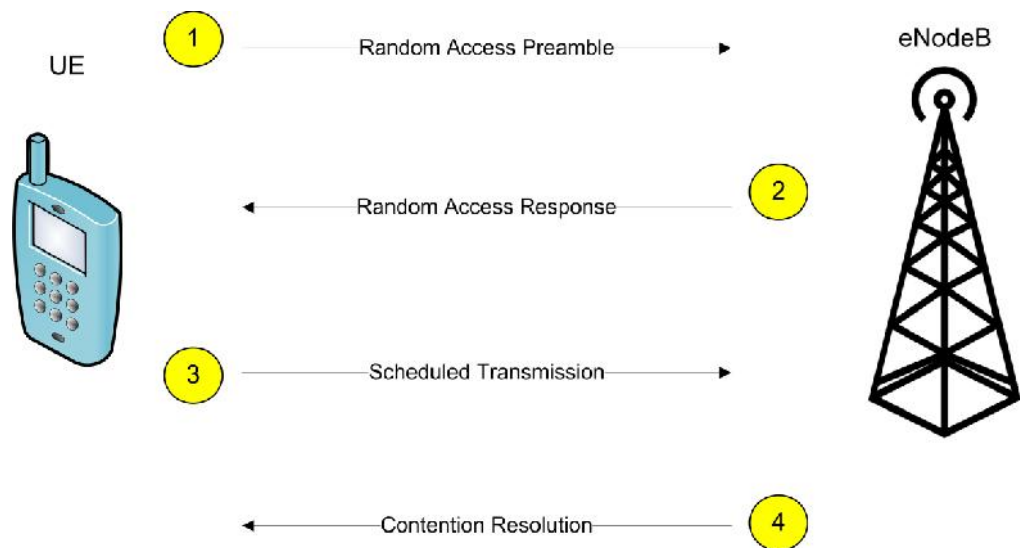 1
Random Access Preamble
eNodeB
UE
2
Random Access Response
3
Scheduled Transmission
4
Contention Resolution